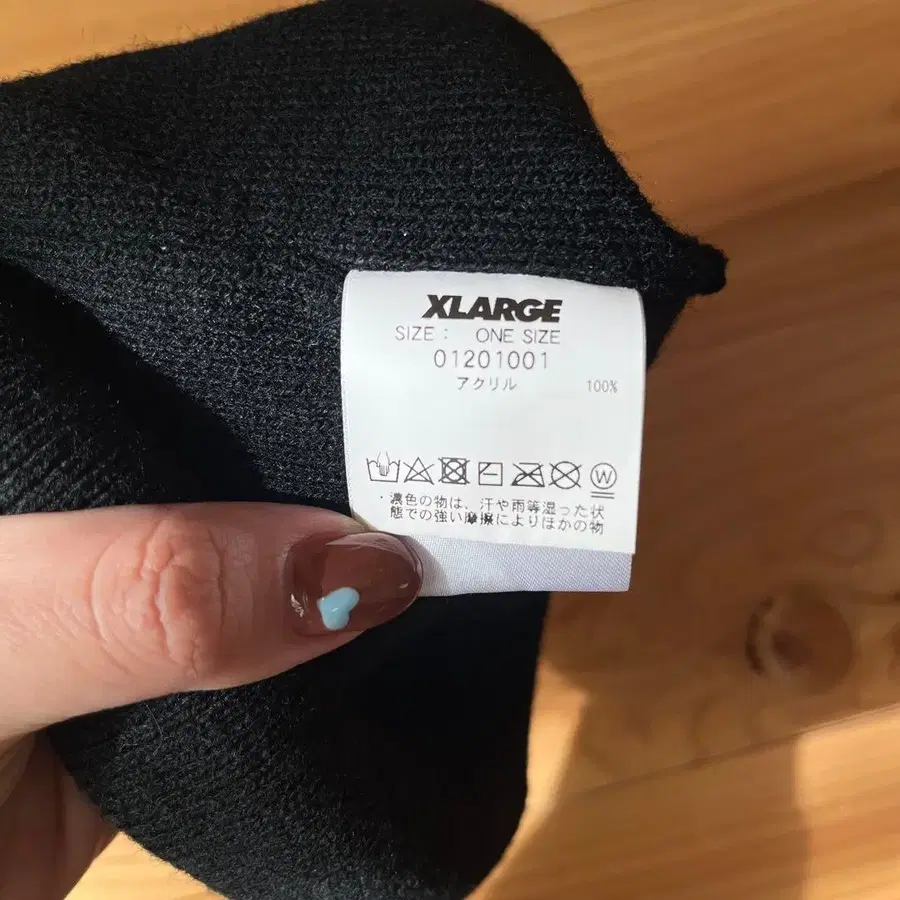 XLARGE
SIZE : ONE SIZE
01201001
アクリル 100%
W
・濃色の物は、汗や雨等湿った状
態での強い摩擦によりほかの物